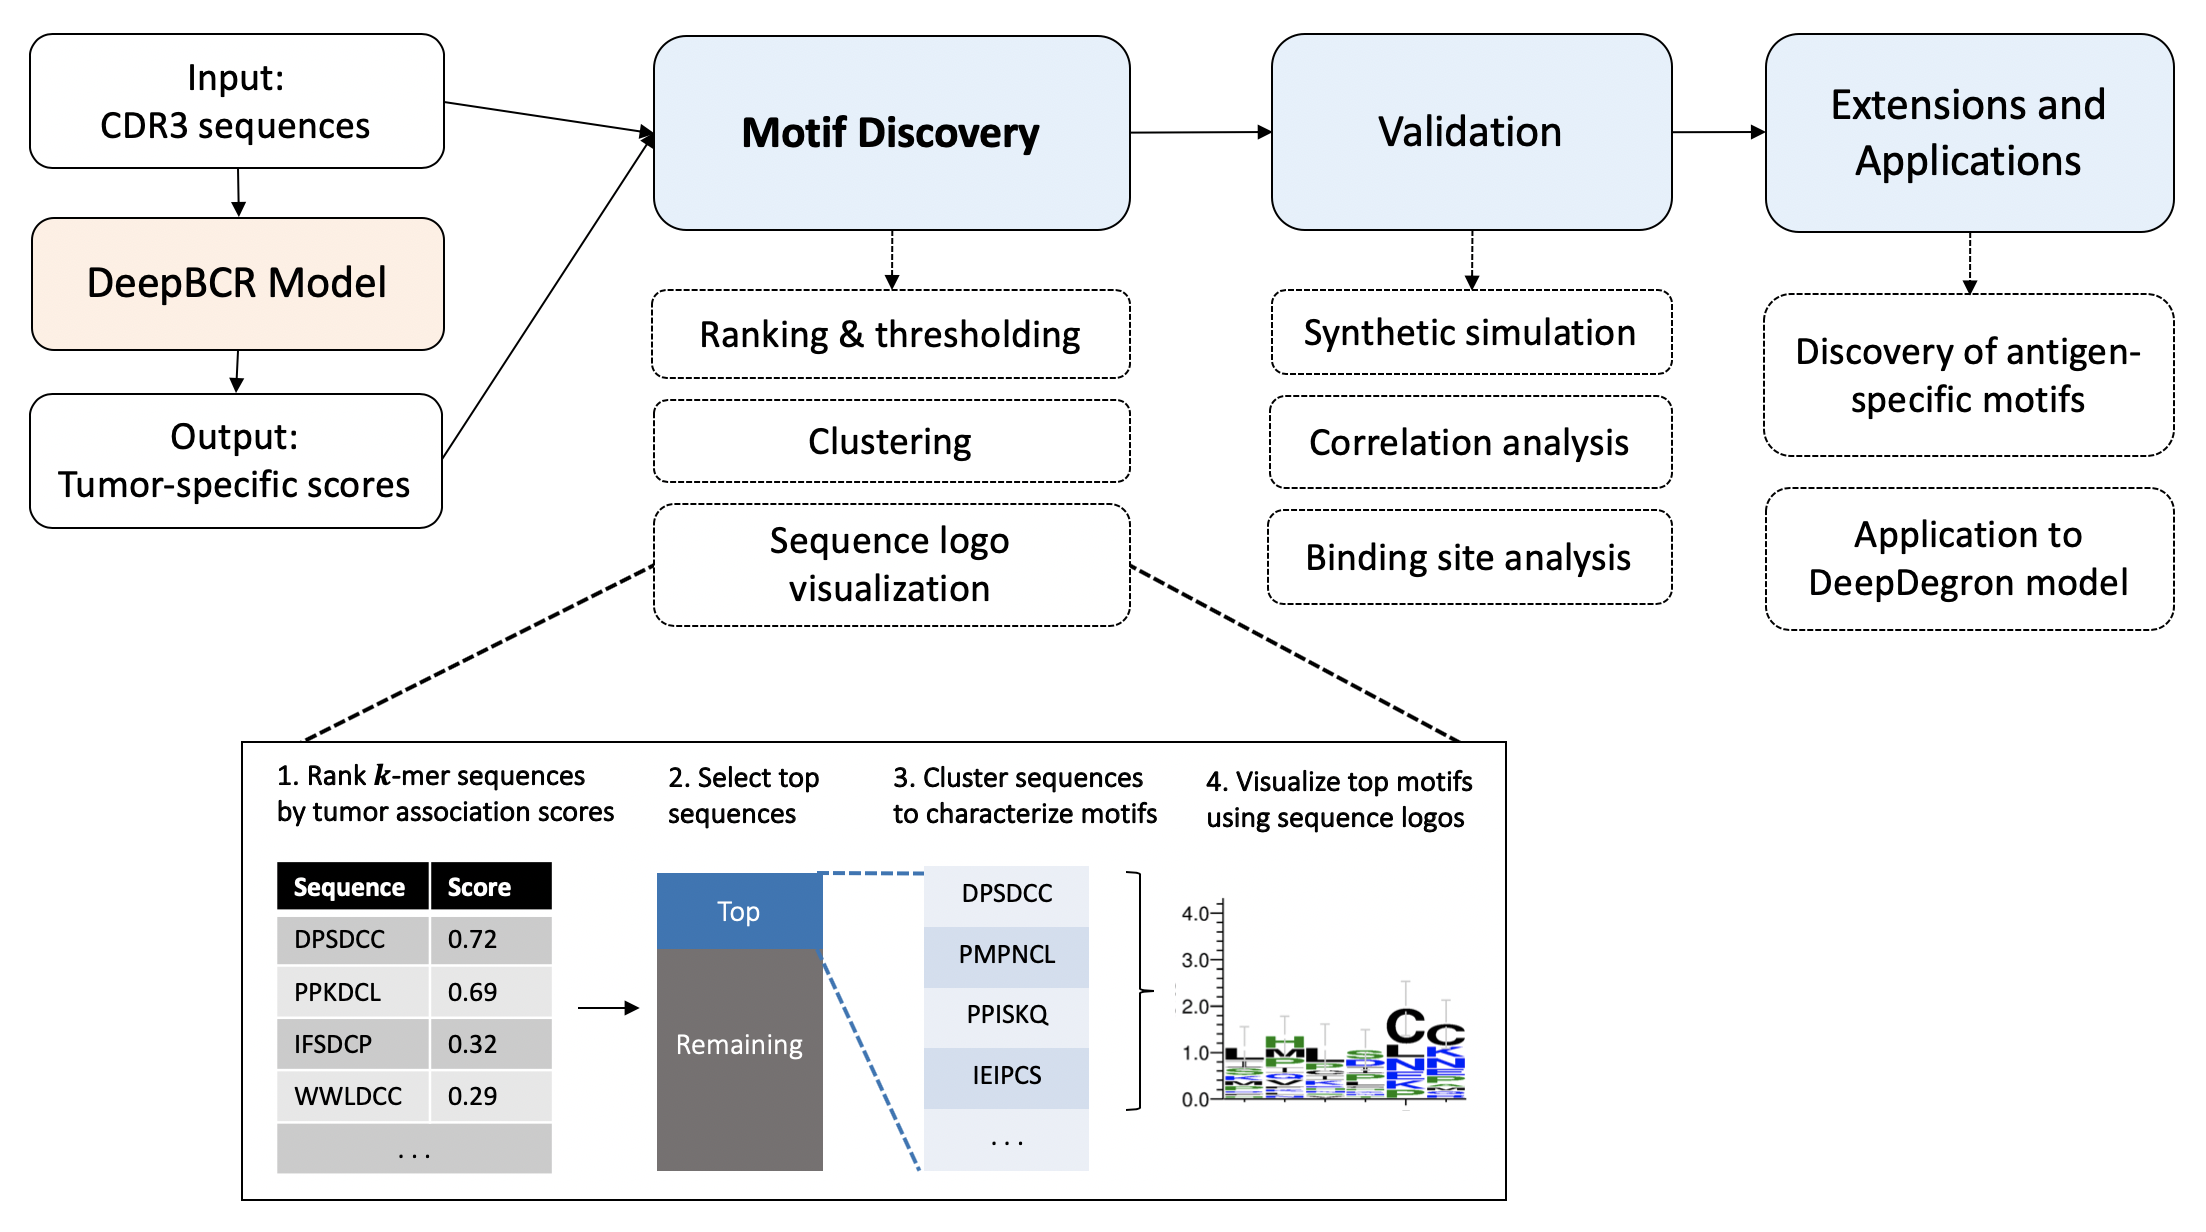 Input:
CDR3 sequences
DeepBCR Model
Output:
Tumor-specific scores
Motif Discovery
Ranking & thresholding
Clustering
Sequence logo
visualization
Validation
Synthetic simulation
Correlation analysis
Binding site analysis
Extensions and
Applications
Discovery of antigen-
specific motifs
Application to
DeepDegron model
1. Rank k-mer sequences
by tumor association scores
Sequence Score
DPSDCC 0.72
PPKDCL 0.69
IFSDCP 0.32
WWLDCC 0.29
. . .
2. Select top
sequences
Top
Remaining
3. Cluster sequences
to characterize motifs
DPSDCC
PMPNCL
PPISKQ
IEIPCS
. . .
4. Visualize top motifs
using sequence logos
4.0
3.0
2.0
1.0
0.0